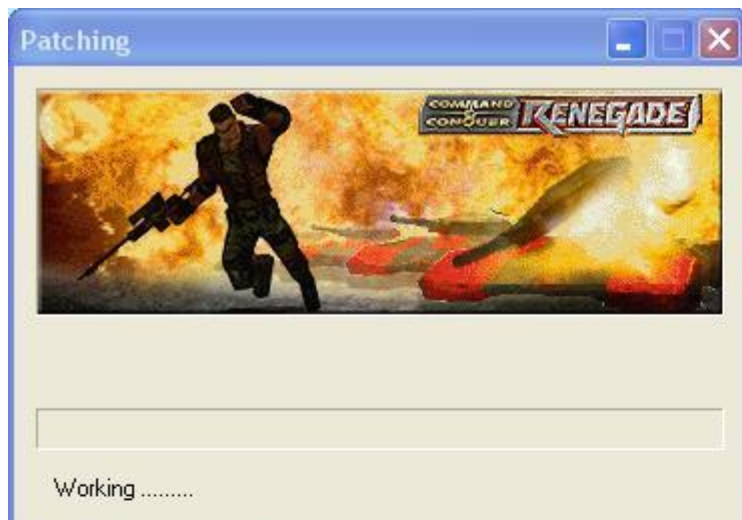 Patching
COMMAND
&
CONQUER
RENEGADE
Working .........